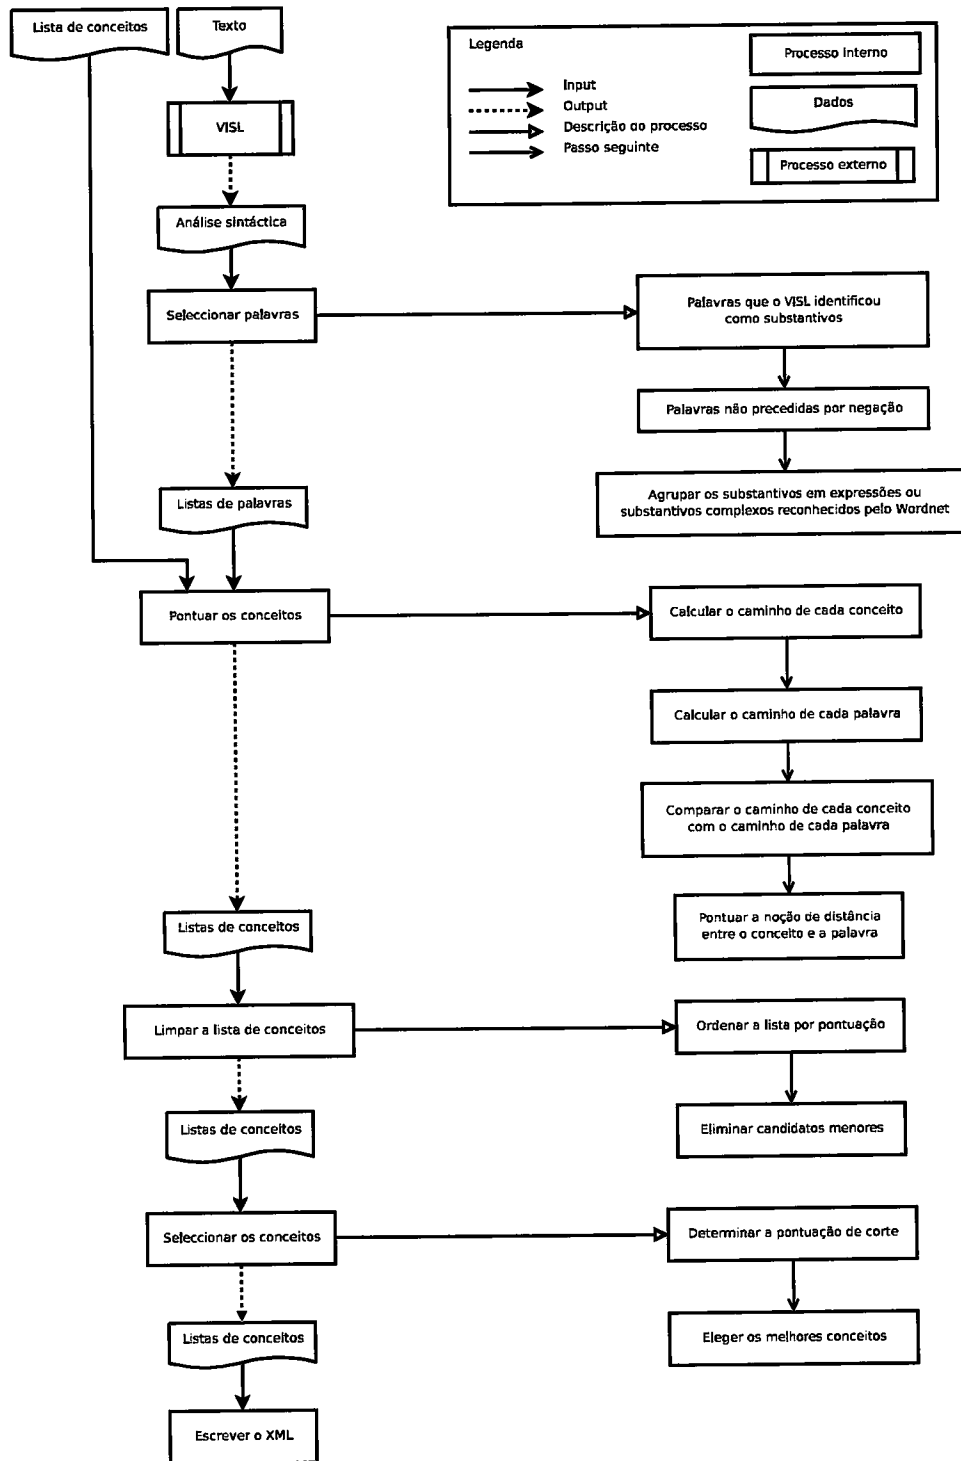 Lista de conceitos
Texto
Legenda
Input
Output
Descrição do processo
Passo seguinte
Processo interno
Dados
Processo externo
VISL
Análise sintáctica
Seleccionar palavras
Palavras que o VISL identificou
como substantivos
Palavras não precedidas por negação
Agrupar os substantivos em expressões ou
substantivos complexos reconhecidos pelo Wordnet
Listas de palavras
Pontuar os conceitos
Calcular o caminho de cada conceito
Calcular o caminho de cada palavra
Comparar o caminho de cada conceito
com o caminho de cada palavra
Pontuar a noção de distância
entre o conceito e a palavra
Listas de conceitos
Limpar a lista de conceitos
Ordenar a lista por pontuação
Eliminar candidatos menores
Listas de conceitos
Seleccionar os conceitos
Determinar a pontuação de corte
Eleger os melhores conceitos
Listas de conceitos
Escrever o XML